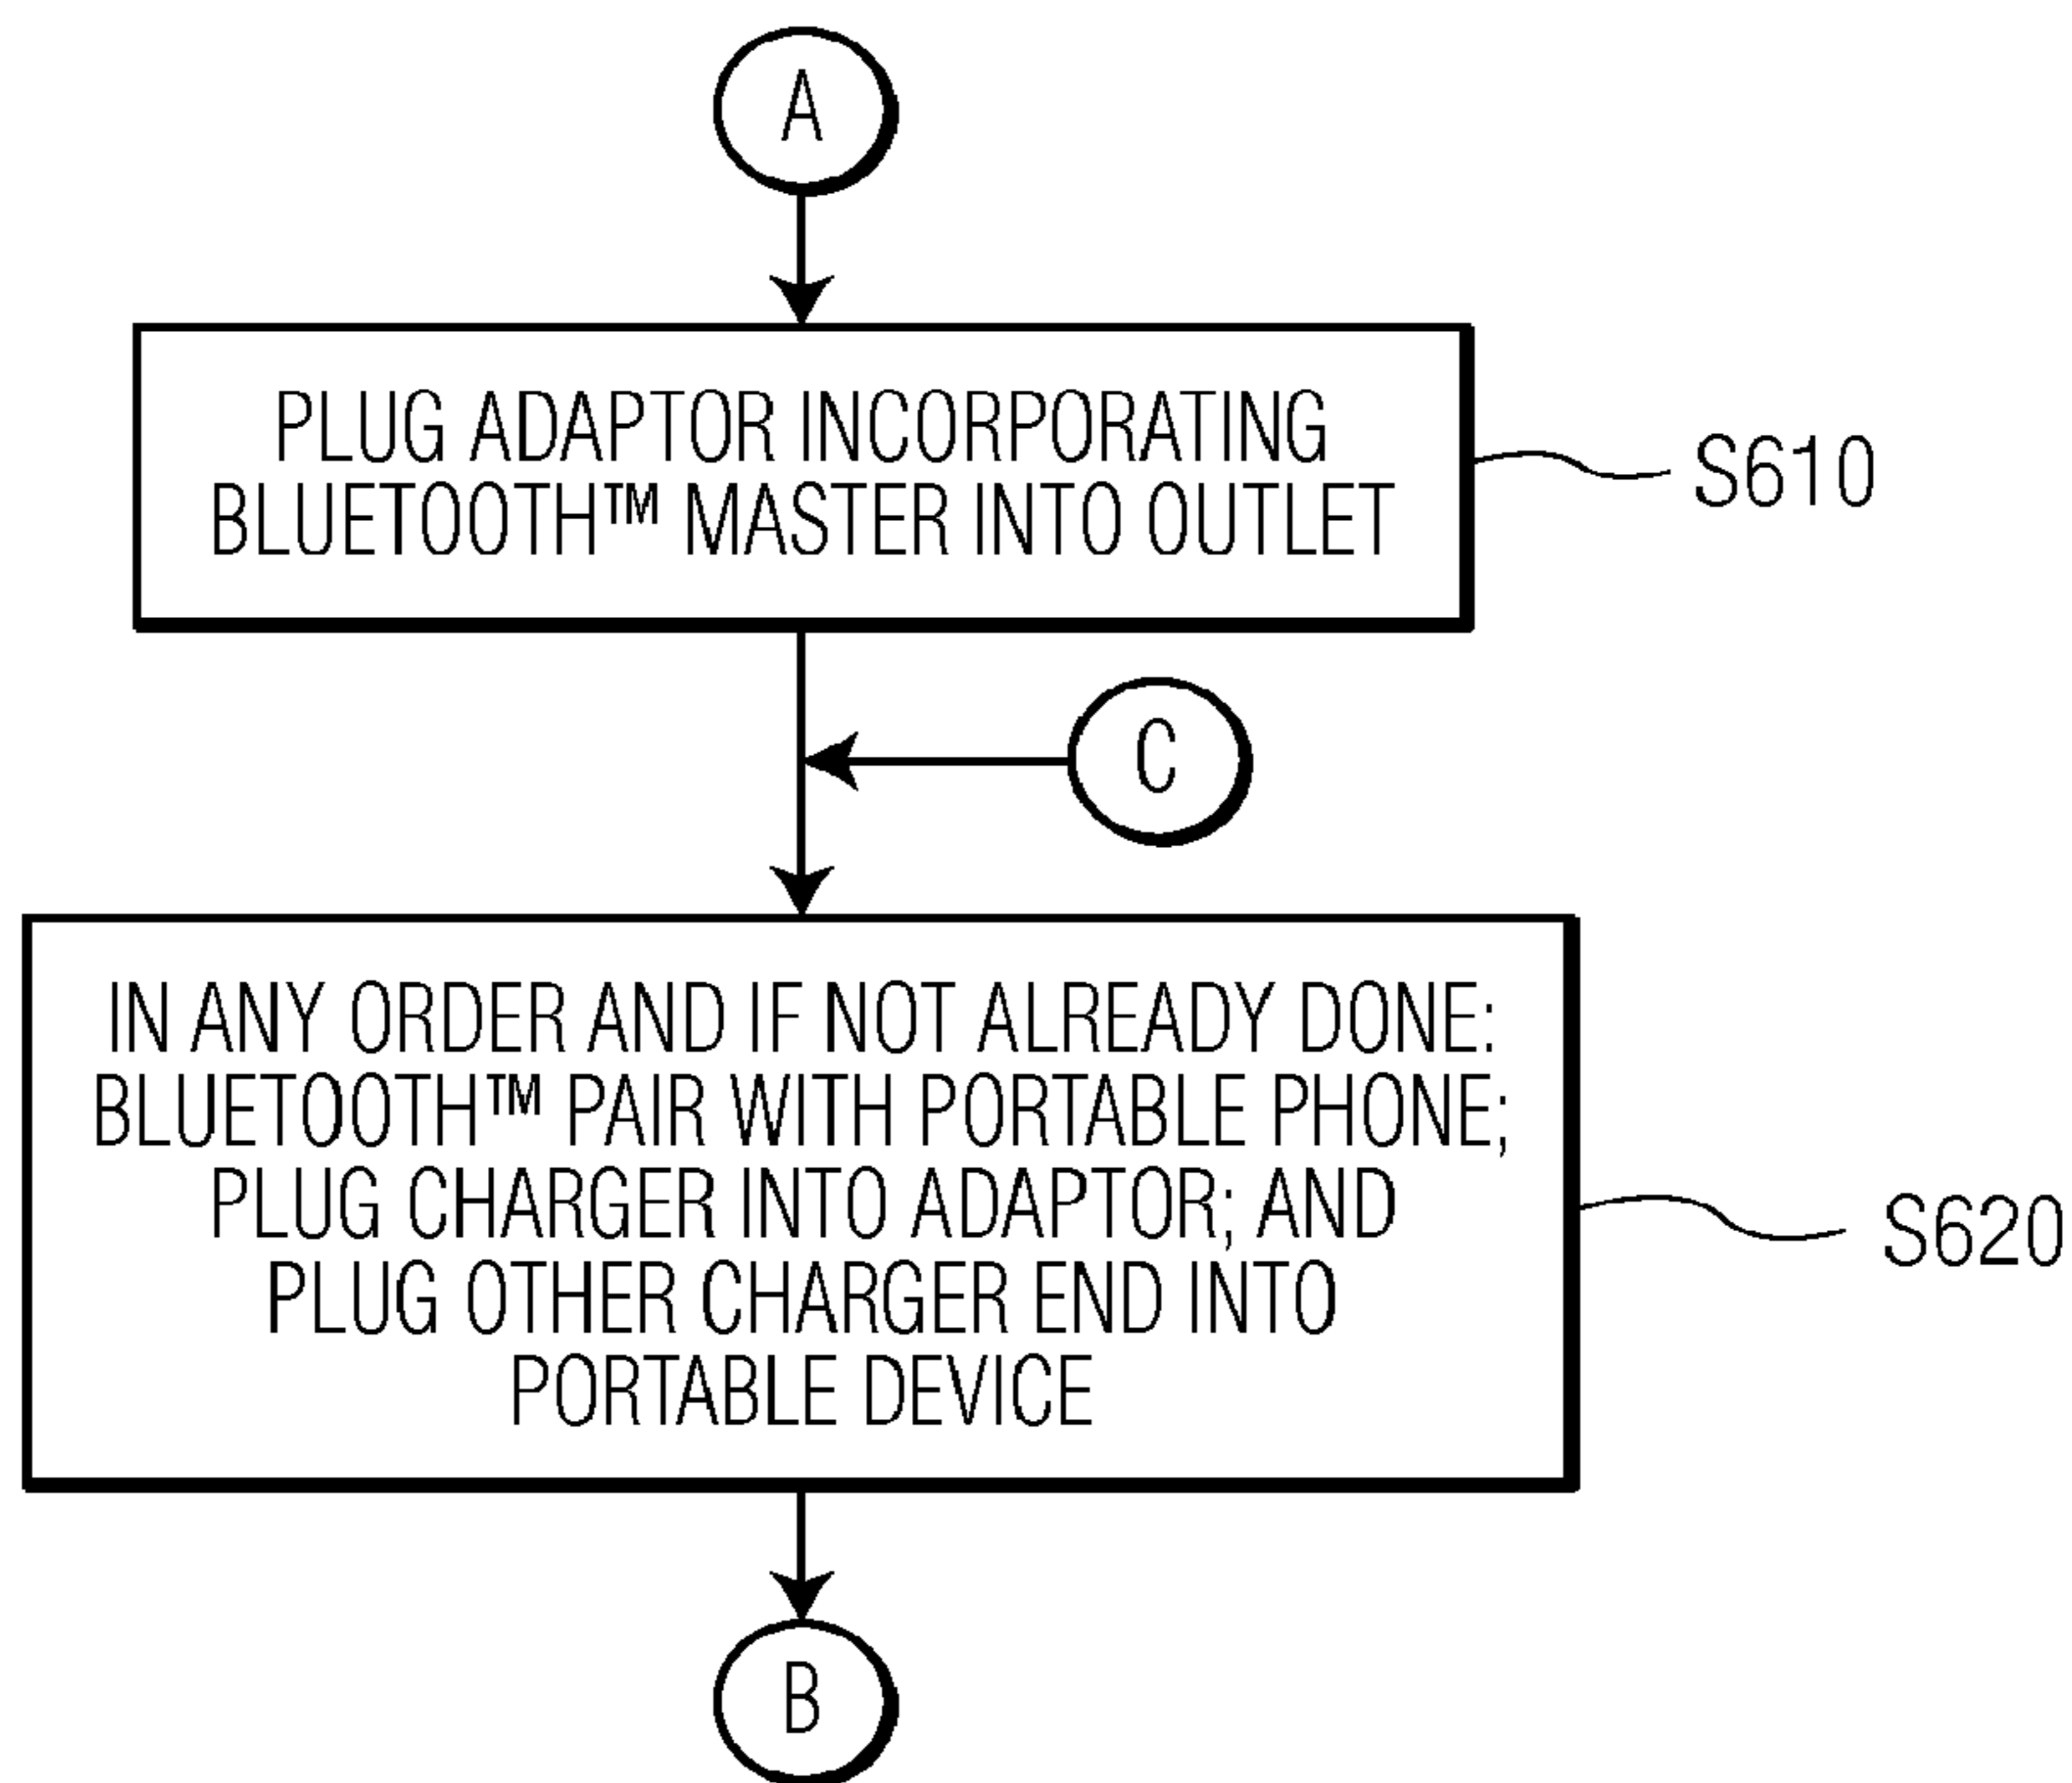 A
PLUG ADAPTOR INCORPORATING
BLUETOOTH™ MASTER INTO OUTLET
S610
C
IN ANY ORDER AND IF NOT ALREADY DONE:
BLUETOOTH™ PAIR WITH PORTABLE PHONE;
PLUG CHARGER INTO ADAPTOR; AND
PLUG OTHER CHARGER END INTO
PORTABLE DEVICE
S620
B